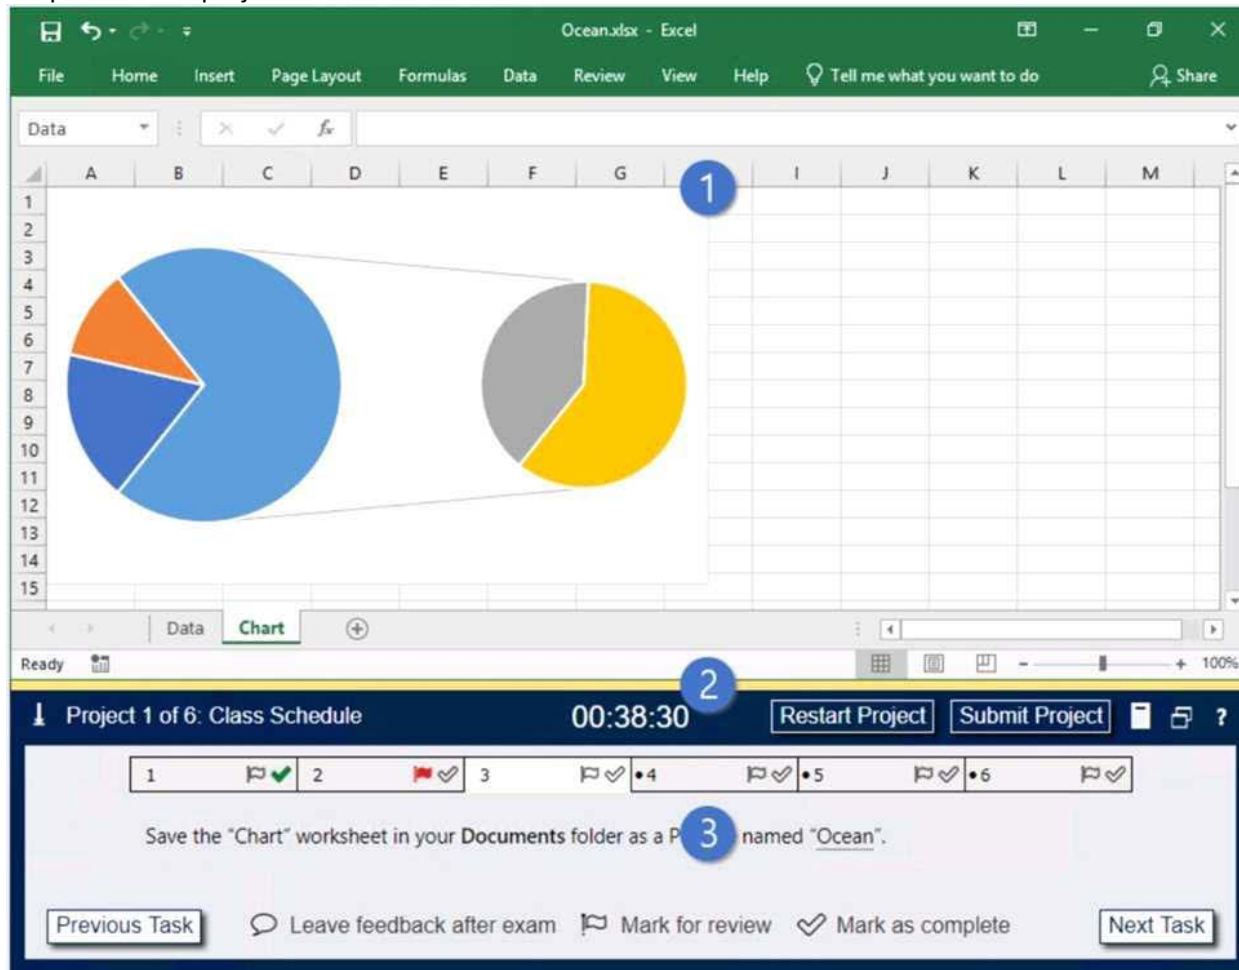 Ocean.xlsx - Excel
File Home Insert Page Layout Formulas Data Review View Help Tell me what you want to do Share
Data fx
A B C D E F G 1 I J K L M
1
2
3
4
5
6
7
8
9
10
11
12
13
14
15
Data Chart
Ready 100%
2
Project 1 of 6: Class Schedule 00:38:30 Restart Project Submit Project ?
1 2 3 •4 •5 •6
Save the "Chart" worksheet in your Documents folder as a P 3 named "Ocean".
Previous Task Leave feedback after exam Mark for review Mark as complete Next Task